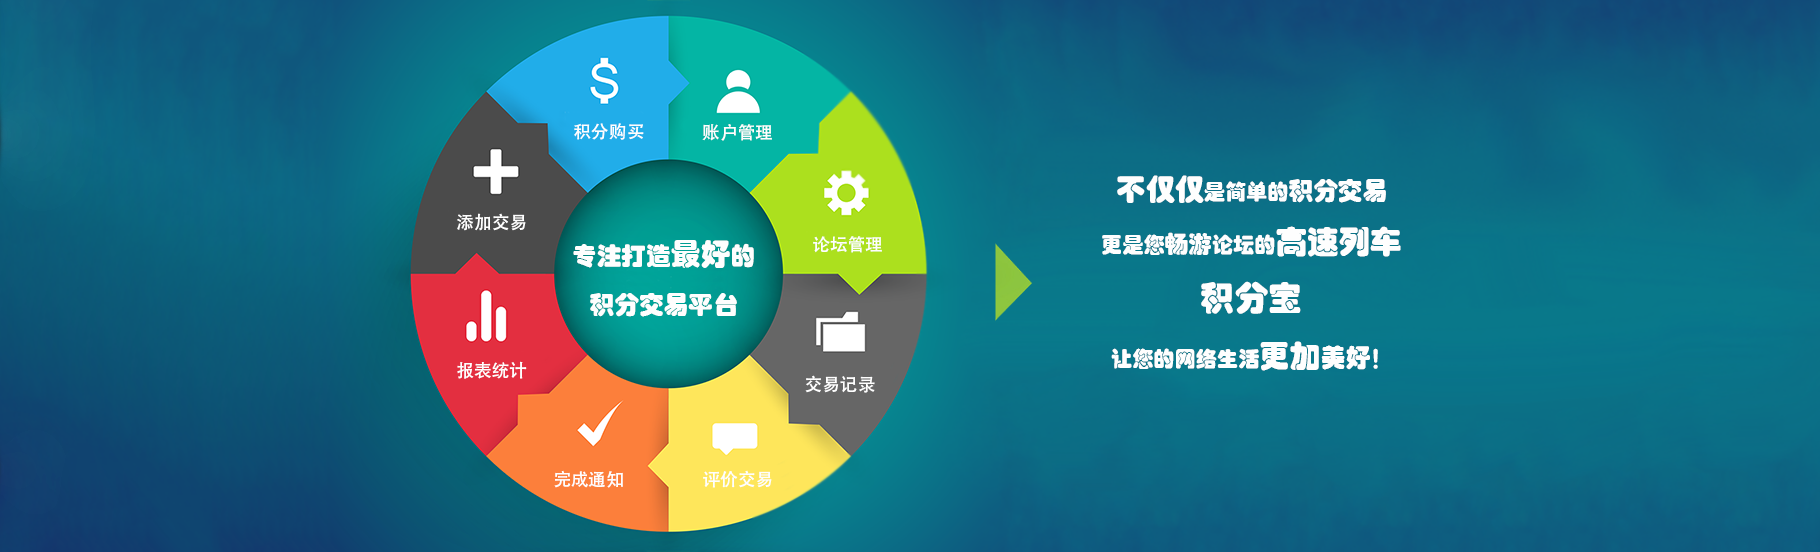 积分购买
账户管理
论坛管理
交易记录
评价交易
完成通知
报表统计
添加交易
专注打造最好的
积分交易平台
不仅仅是简单的积分交易
更是您畅游论坛的高速列车
积分宝
让您的网络生活更加美好！